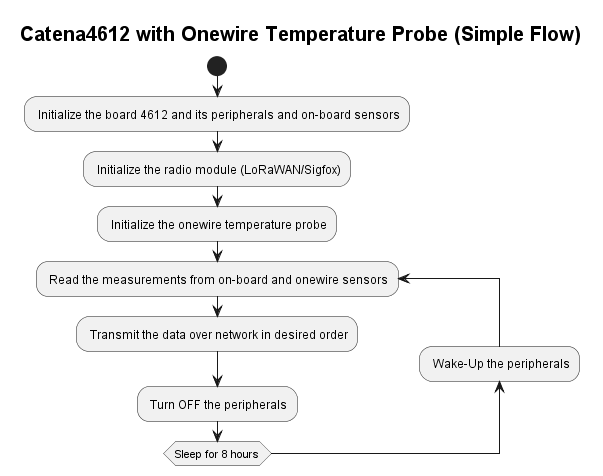 Catena4612 with Onewire Temperature Probe (Simple Flow)
Initialize the board 4612 and its peripherals and on-board sensors
Initialize the radio module (LoRaWAN/Sigfox)
Initialize the onewire temperature probe
Read the measurements from on-board and onewire sensors
Transmit the data over network in desired order
Wake-Up the peripherals
Turn OFF the peripherals
Sleep for 8 hours